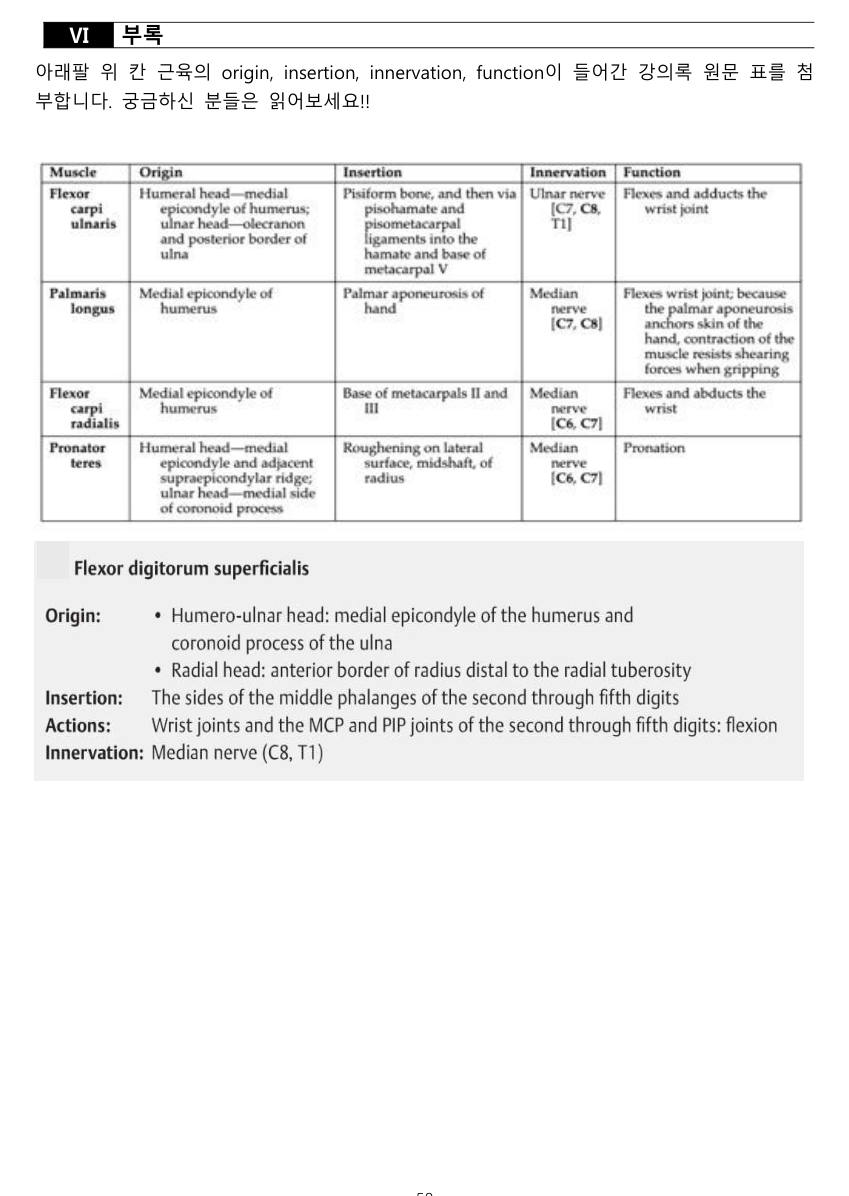 VI 부록
아래팔 위 칸 근육의 origin, insertion, innervation, function이 들어간 강의록 원문 표를 첨
부합니다. 궁금하신 분들은 읽어보세요!!
Muscle Origin Insertion Innervation Function
Flexor
carpi
ulnaris
Humeral head—medial
epicondyle of humerus;
ulnar head—olecranon
and posterior border of
ulna
Pisiform bone, and then via
pisohamate and
pisometacarpal
ligaments into the
hamate and base of
metacarpal V
Ulnar nerve
[C7, C8,
T1]
Flexes and adducts the
wrist joint
Palmaris
longus
Medial epicondyle of
humerus
Palmar aponeurosis of
hand
Median
nerve
[C7, C8]
Flexes wrist joint; because
the palmar aponeurosis
anchors skin of the
hand, contraction of the
muscle resists shearing
forces when gripping
Flexor
carpi
radialis
Medial epicondyle of
humerus
Base of metacarpals II and
III
Median
nerve
[C6, C7]
Flexes and abducts the
wrist
Pronator
teres
Humeral head—medial
epicondyle and adjacent
supraepicondylar ridge;
ulnar head—medial side
of coronoid process
Roughening on lateral
surface, midshaft, of
radius
Median
nerve
[C6, C7]
Pronation
Flexor digitorum superficialis
Origin: • Humero-ulnar head: medial epicondyle of the humerus and
coronoid process of the ulna
• Radial head: anterior border of radius distal to the radial tuberosity
Insertion: The sides of the middle phalanges of the second through fifth digits
Actions: Wrist joints and the MCP and PIP joints of the second through fifth digits: flexion
Innervation: Median nerve (C8, T1)